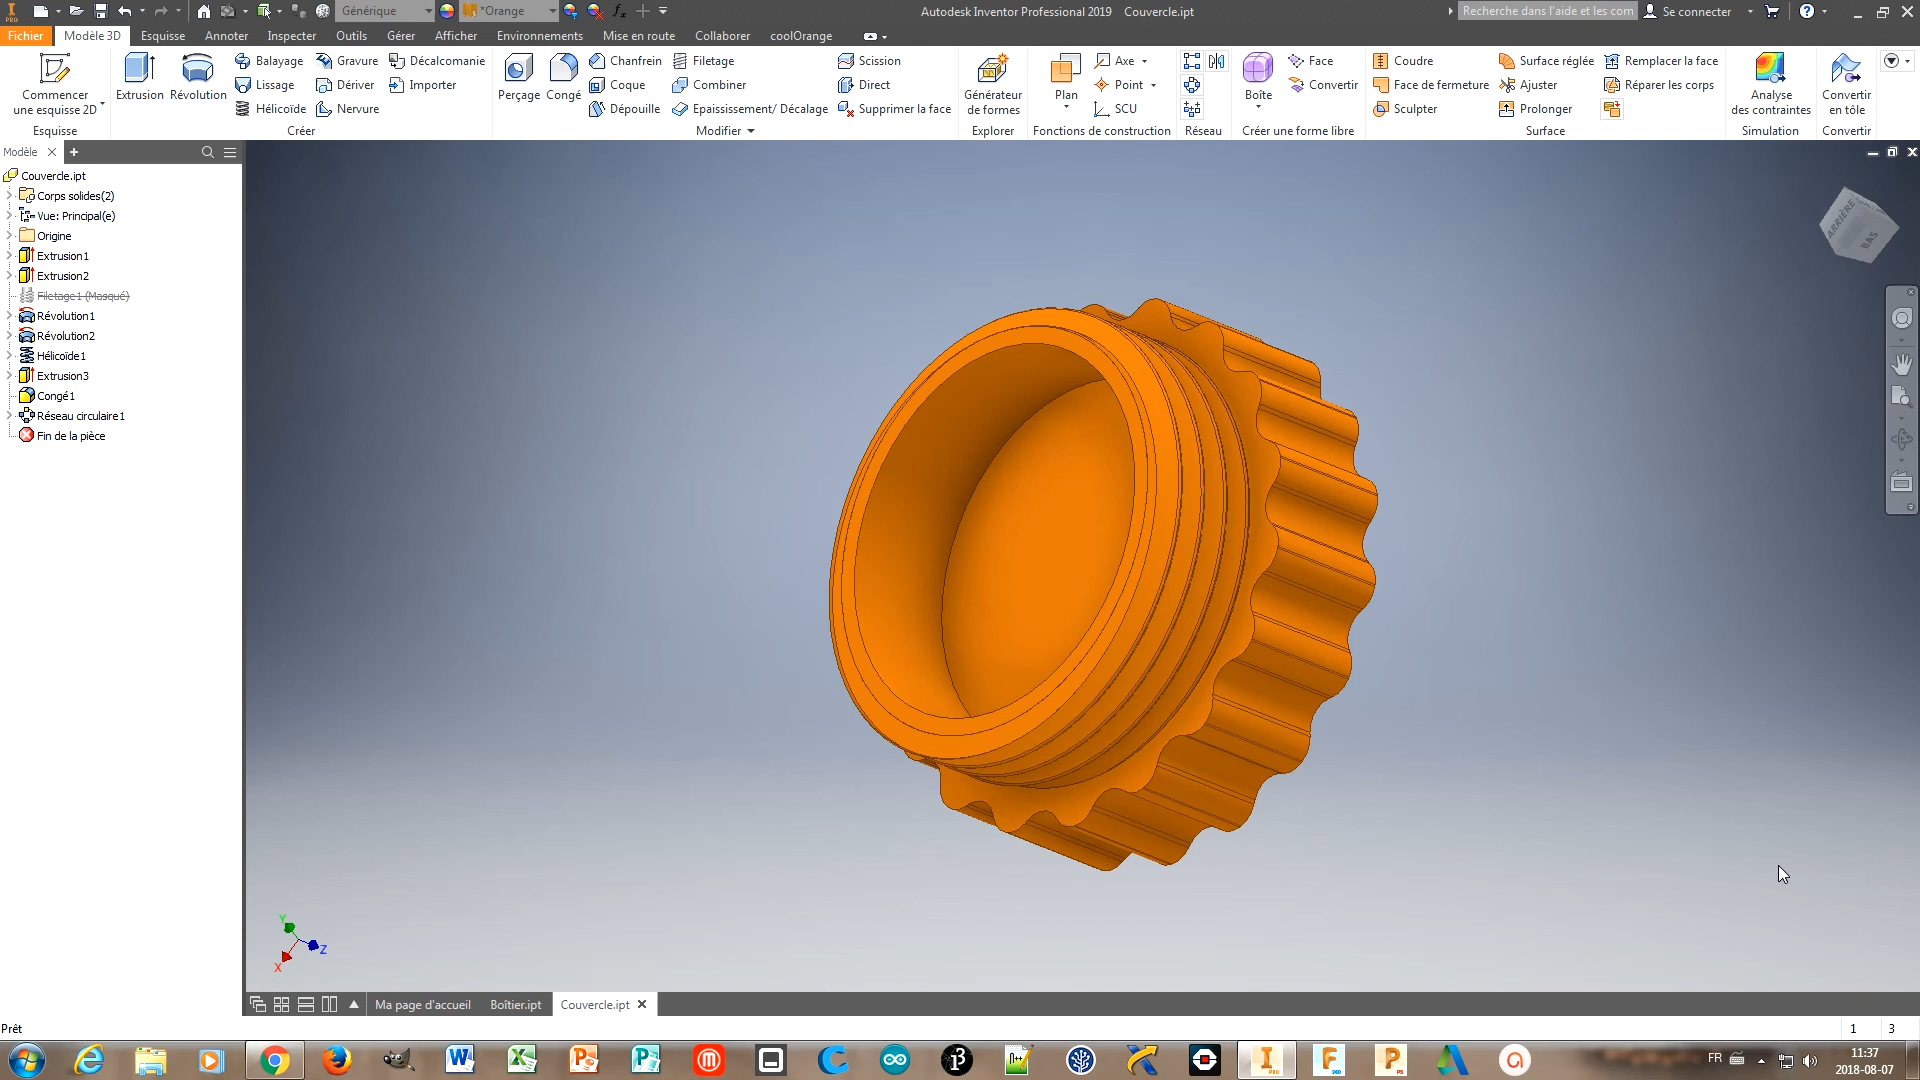 Générique
*Orange
Autodesk Inventor Professional 2019 Couvercle.ipt
Recherche dans l'aide et les com
Se connecter
Fichier Modèle 3D Esquisse Annoter Inspecter Outils Gérer Afficher Environnements Mise en route Collaborer coolOrange
Commencer
une esquisse 2D
Esquisse
Extrusion
Révolution
Balayage
Lissage
Hélicoïde
Gravure
Dériver
Nervure
Décalcomanie
Importer
Créer
Perçage
Congé
Chanfrein
Coque
Dépouille
Filetage
Combiner
Epaississement/ Décalage
Scission
Direct
Supprimer la face
Modifier
Générateur
de formes
Explorer
Plan
Axe
Point
SCU
Fonctions de construction
Réseau
Boîte
Face
Convertir
Créer une forme libre
Coudre
Face de fermeture
Sculpter
Surface réglée
Ajuster
Prolonger
Remplacer la face
Réparer les corps
Surface
Analyse
des contraintes
Simulation
Convertir
en tôle
Convertir
Modèle
Couvercle.ipt
Corps solides(2)
Vue: Principal(e)
Origine
Extrusion1
Extrusion2
Filetage1 (Masqué)
Révolution1
Révolution2
Hélicoïde1
Extrusion3
Congé1
Réseau circulaire1
Fin de la pièce
ARRIÈRE
BAS
Y
Z
X
Ma page d'accueil Boîtier.ipt Couvercle.ipt
Prêt
1 3
FR
11:37
2018-08-07